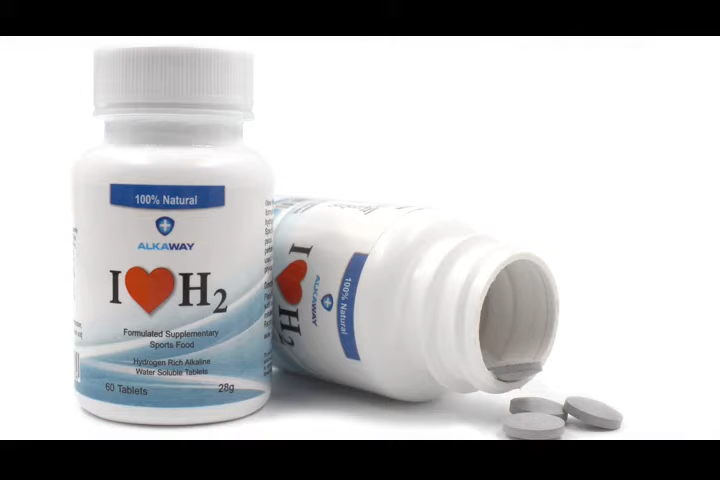 100% Natural
ALKAWAY
I ❤ H2
Formulated Supplementary
Sports Food
Hydrogen Rich Alkaline
Water Soluble Tablets
60 Tablets 28g
100% Natural
ALKAWAY
I ❤ H2